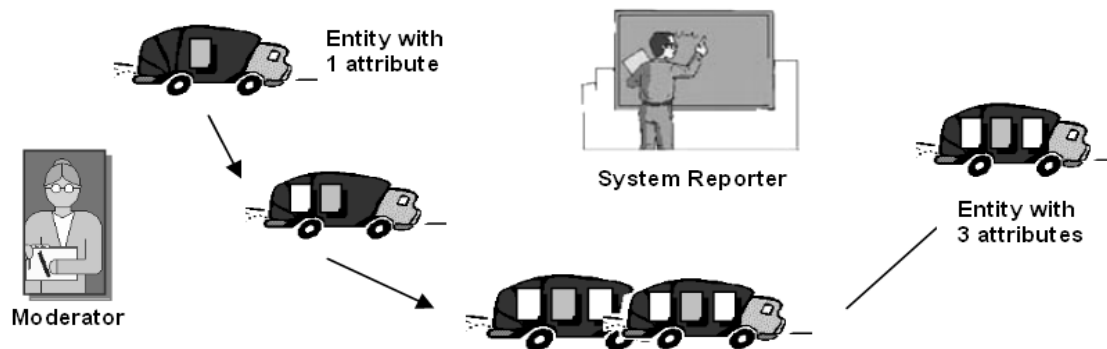 Entity with
1 attribute
System Reporter
Entity with
3 attributes
Moderator